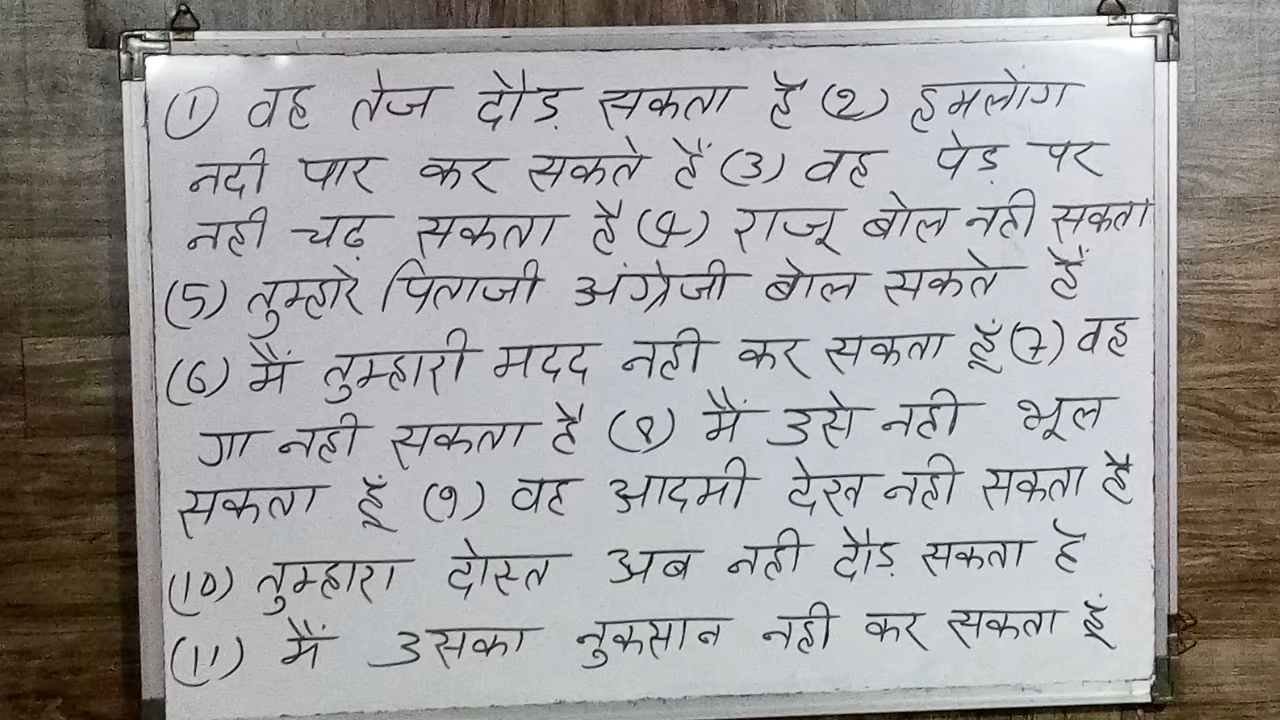 (1) वह तेज दौड़ सकता है (2) हमलोग
नदी पार कर सकते हैं (3) वह पेड़ पर
नही चढ़ सकता है (4) राजू बोल नही सकता
(5) तुम्हारे पिताजी अंग्रेजी बोल सकते हैं
(6) मैं तुम्हारी मदद नही कर सकता हूँ (7) वह
गा नही सकता है (8) मैं उसे नही भूल
सकता हूँ (9) वह आदमी देख नही सकता है
(10) तुम्हारा दोस्त अब नही दौड़ सकता है
(11) मैं उसका नुकसान नही कर सकता हूं